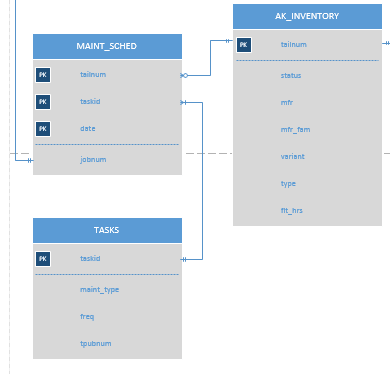 MAINT_SCHED
PK tailnum
PK taskid
PK date
jobnum
TASKS
PK taskid
maint_type
freq
tpubnum
AK_INVENTORY
PK tailnum
status
mfr
mfr_fam
variant
type
flt_hrs